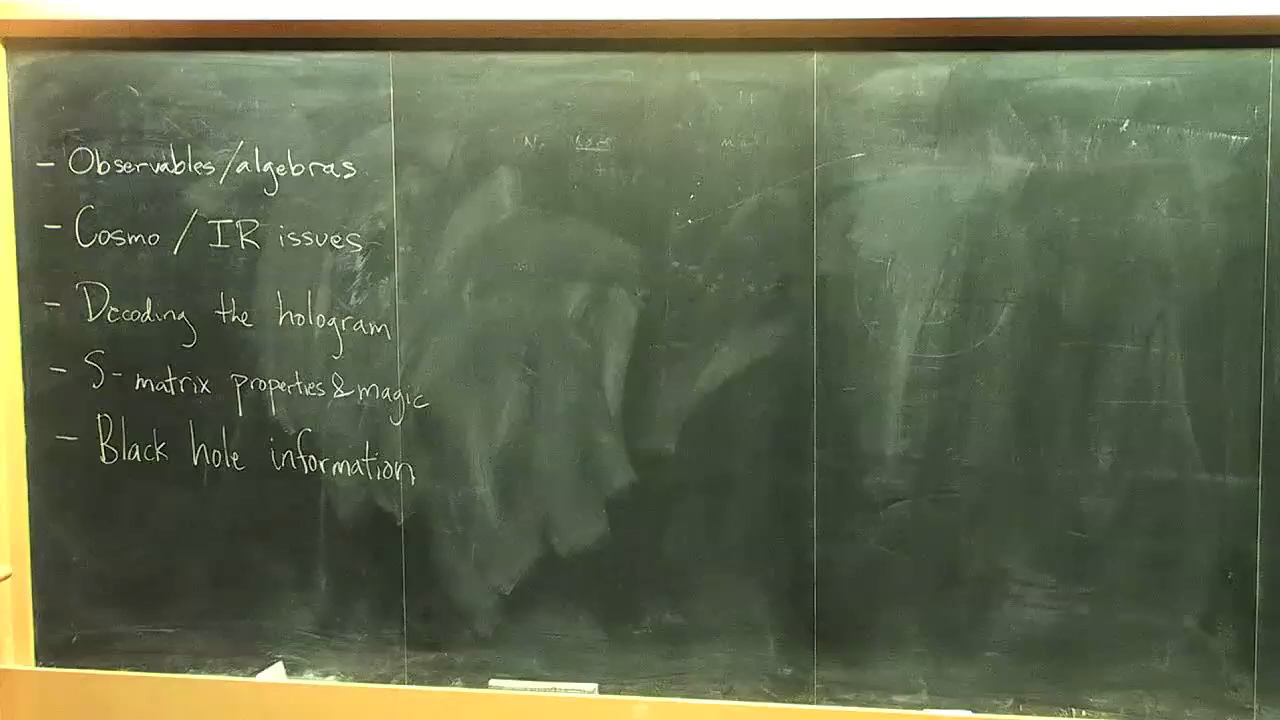 - Observables/algebras
- Cosmo / IR issues
- Decoding the hologram
- S-matrix properties & magic
- Black hole information